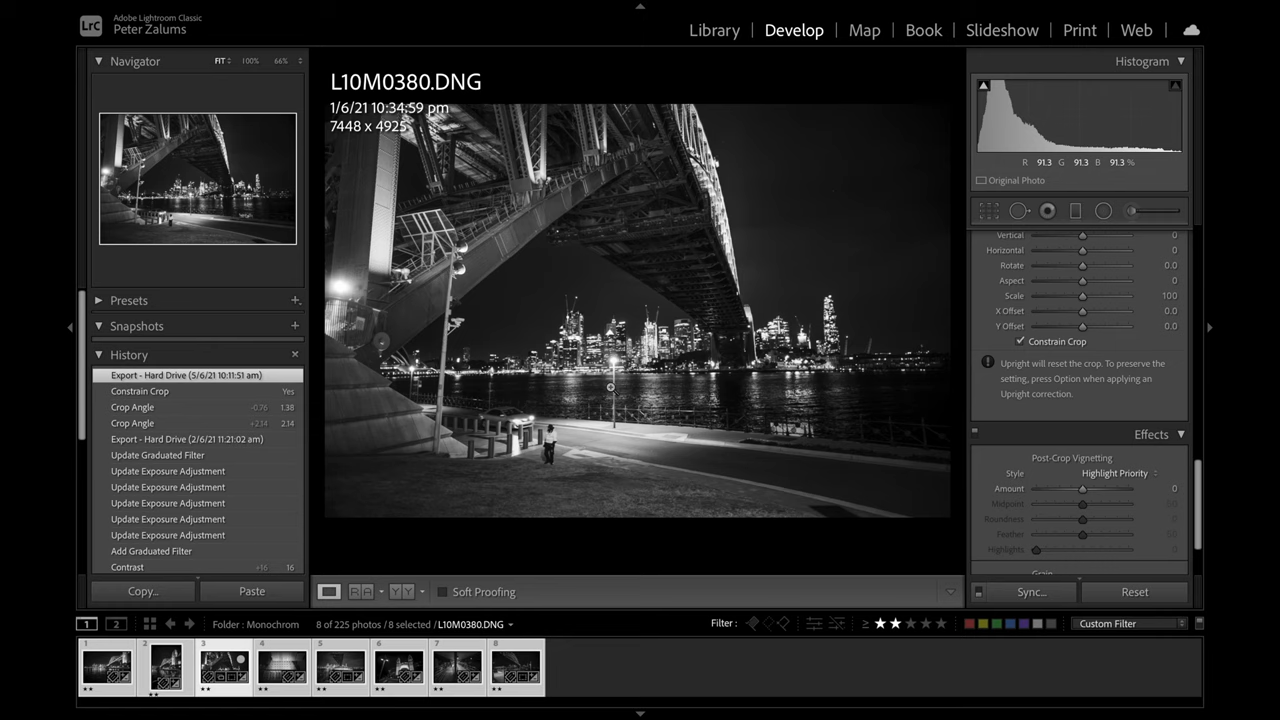 LrC
Adobe Lightroom Classic
Peter Zalums
Library | Develop | Map | Book | Slideshow | Print | Web
Navigator FIT 100% 66%
Histogram
L10M0380.DNG
1/6/21 10:34:59 pm
7448 x 4925
R 91.3 G 91.3 B 91.3 %
Original Photo
Vertical 0
Horizontal 0
Rotate 0.0
Aspect 0
Scale 100
X Offset 0.0
Y Offset 0.0
Constrain Crop
Upright will reset the crop. To preserve the
setting, press Option when applying an
Upright correction.
Effects
Post-Crop Vignetting
Style Highlight Priority
Amount 0
Midpoint 50
Roundness 0
Feather 50
Highlights 0
Grain
Sync... Reset
Presets
Snapshots
History
Export - Hard Drive (5/6/21 10:11:51 am)
Constrain Crop Yes
Crop Angle -0.76 1.38
Crop Angle +2.14 2.14
Export - Hard Drive (2/6/21 11:21:02 am)
Update Graduated Filter
Update Exposure Adjustment
Update Exposure Adjustment
Update Exposure Adjustment
Update Exposure Adjustment
Update Exposure Adjustment
Add Graduated Filter
Contrast +16 16
Copy... Paste
R A Y Y Soft Proofing
1 2 Folder : Monochrom 8 of 225 photos / 8 selected / L10M0380.DNG
Filter: ≥ ★★★★★ Custom Filter
1 2 3 4 5 6 7 8